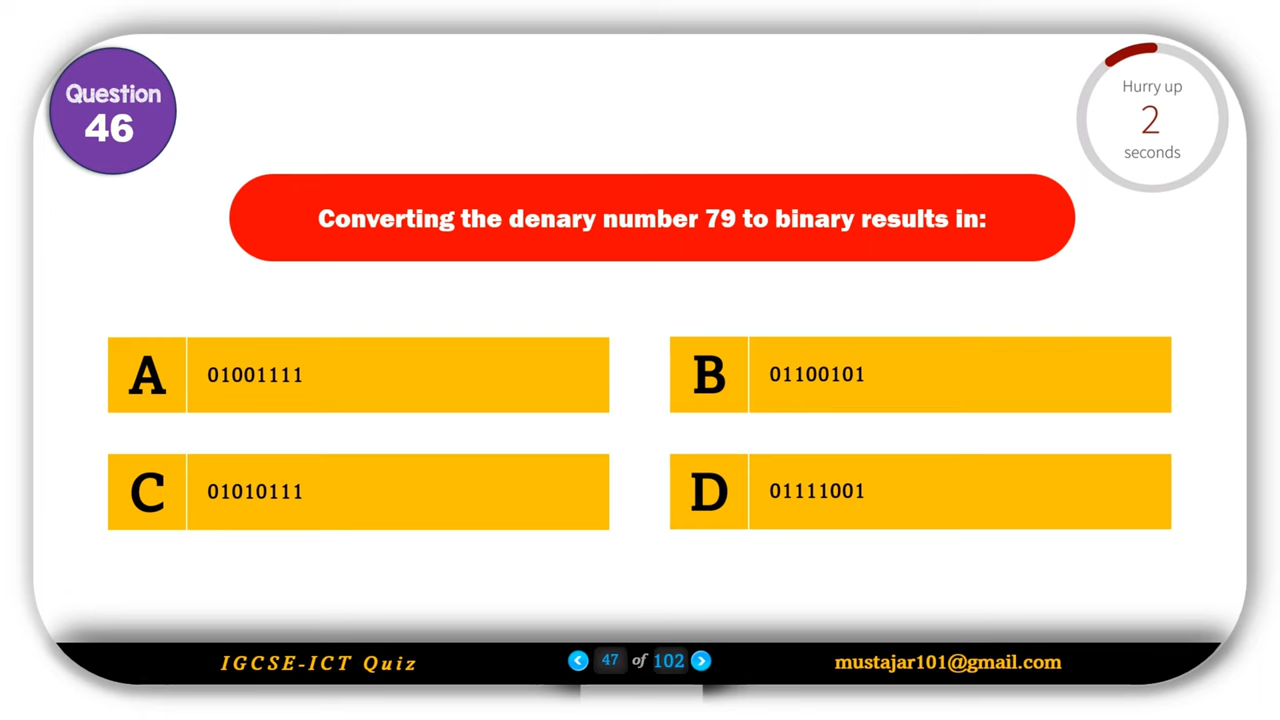 Question
46
Hurry up
2
seconds
Converting the denary number 79 to binary results in:
A 01001111
B 01100101
C 01010111
D 01111001
IGCSE-ICT Quiz
47 of 102
mustajar101@gmail.com